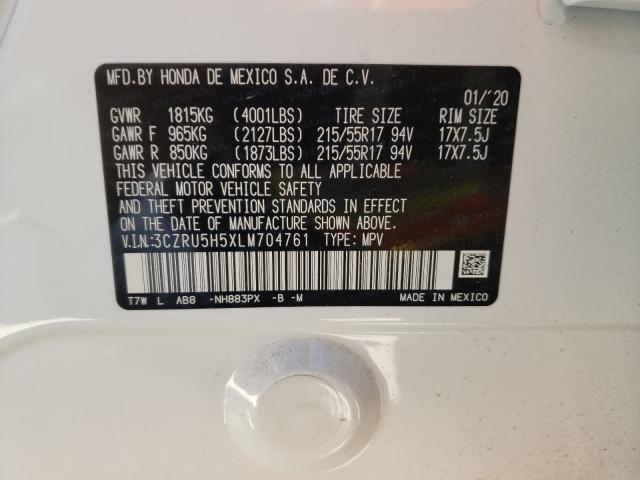 MFD.BY HONDA DE MEXICO S.A. DE C.V.
01/'20
GVWR 1815KG (4001LBS) TIRE SIZE RIM SIZE
GAWR F 965KG (2127LBS) 215/55R17 94V 17X7.5J
GAWR R 850KG (1873LBS) 215/55R17 94V 17X7.5J
THIS VEHICLE CONFORMS TO ALL APPLICABLE
FEDERAL MOTOR VEHICLE SAFETY
AND THEFT PREVENTION STANDARDS IN EFFECT
ON THE DATE OF MANUFACTURE SHOWN ABOVE.
V.I.N.:3CZRU5H5XLM704761 TYPE: MPV
T7W L AB8 -NH883PX -B -M MADE IN MEXICO